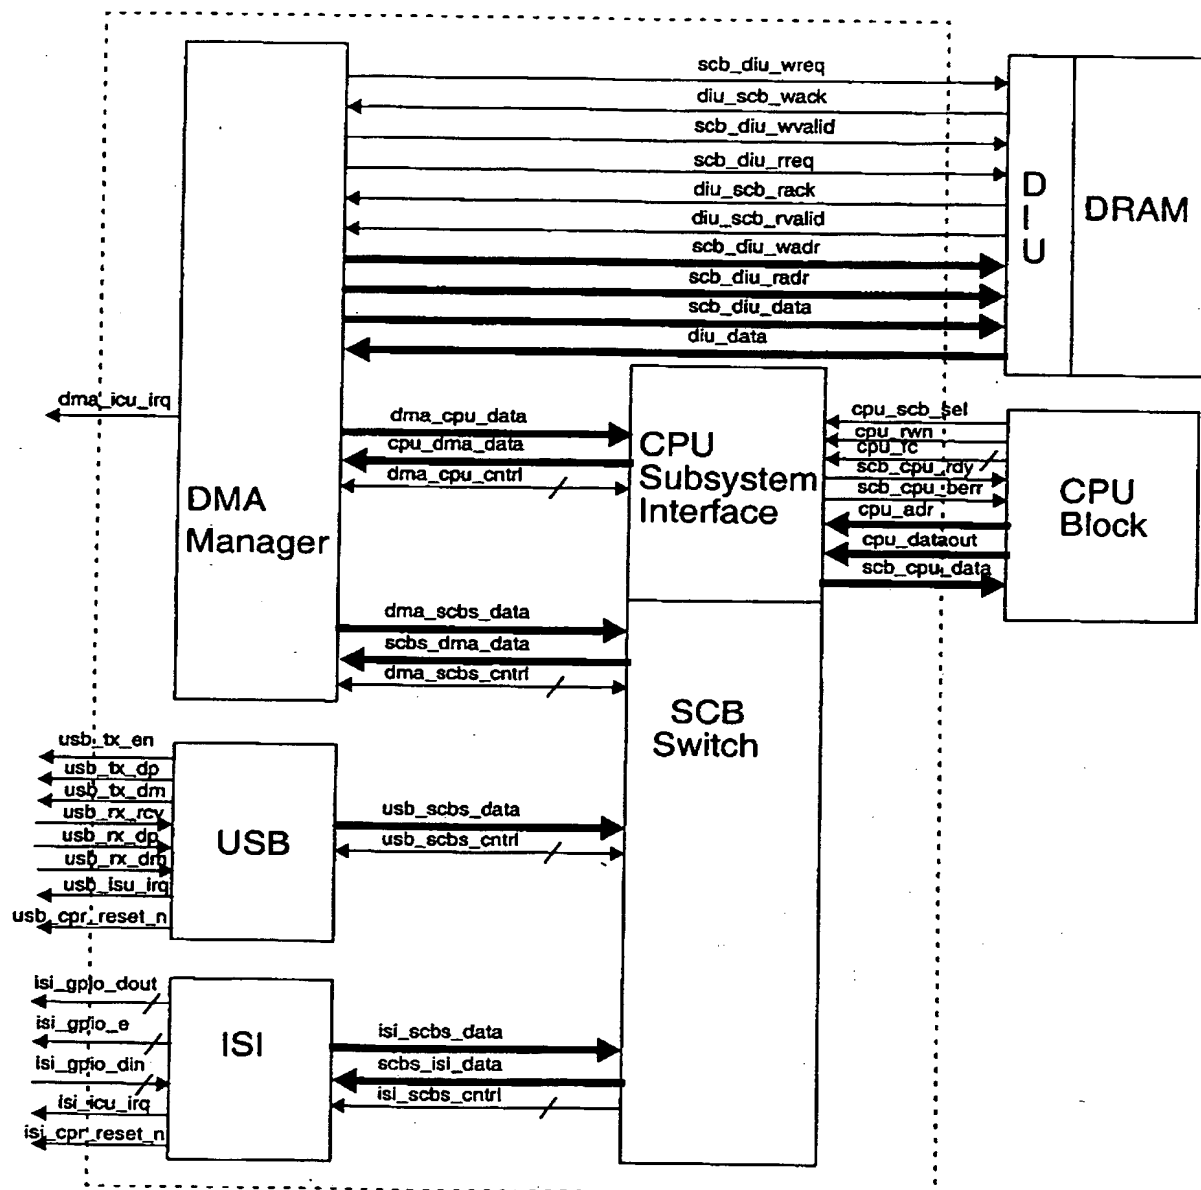 scb_diu_wreq
diu_scb_wack
scb_diu_wvalid
scb_diu_rreq
diu_scb_rack
diu_scb_rvalid
scb_diu_wadr
scb_diu_radr
scb_diu_data
diu_data
D
I
U
DRAM
dma_icu_irq
DMA
Manager
dma_cpu_data
cpu_dma_data
dma_cpu_cntrl
CPU
Subsystem
Interface
cpu_scb_sel
cpu_rwn
cpu_rc
scb_cpu_rdy
scb_cpu_berr
cpu_adr
cpu_dataout
scb_cpu_data
CPU
Block
dma_scbs_data
scbs_dma_data
dma_scbs_cntrl
SCB
Switch
usb_tx_en
usb_tx_dp
usb_tx_dm
usb_rx_rcv
usb_rx_dp
usb_rx_dm
usb_isu_irq
usb_cpr_reset_n
USB
usb_scbs_data
usb_scbs_cntrl
isi_gpio_dout
isi_gpio_e
isi_gpio_din
isi_icu_irq
isi_cpr_reset_n
ISI
isi_scbs_data
scbs_isi_data
isi_scbs_cntrl